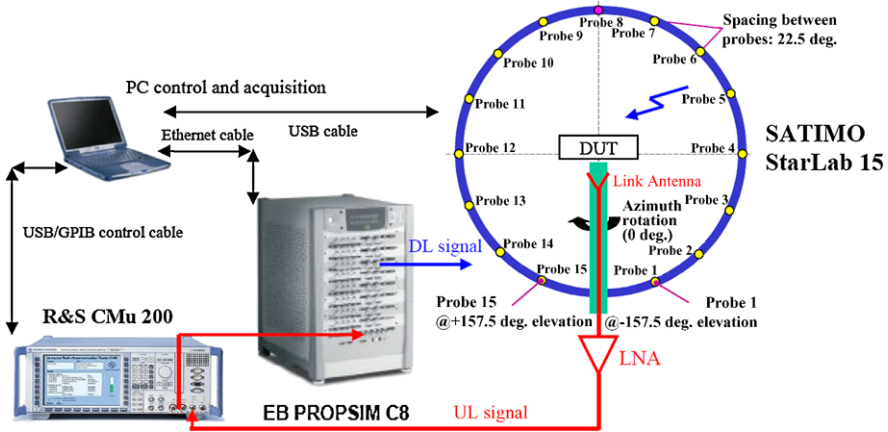 Probe 8
Probe 9
Probe 7
Spacing between
probes: 22.5 deg.
Probe 10
Probe 6
PC control and acquisition
Probe 11
Probe 5
Ethernet cable
USB cable
Probe 12
DUT
Probe 4
SATIMO
StarLab 15
Link Antenna
Probe 13
Azimuth
rotation
(0 deg.)
Probe 3
USB/GPIB control cable
DL signal
Probe 14
Probe 2
Probe 15
Probe 1
R&S CMu 200
Probe 15
@+157.5 deg. elevation
Probe 1
@-157.5 deg. elevation
LNA
EB PROPSIM C8
UL signal